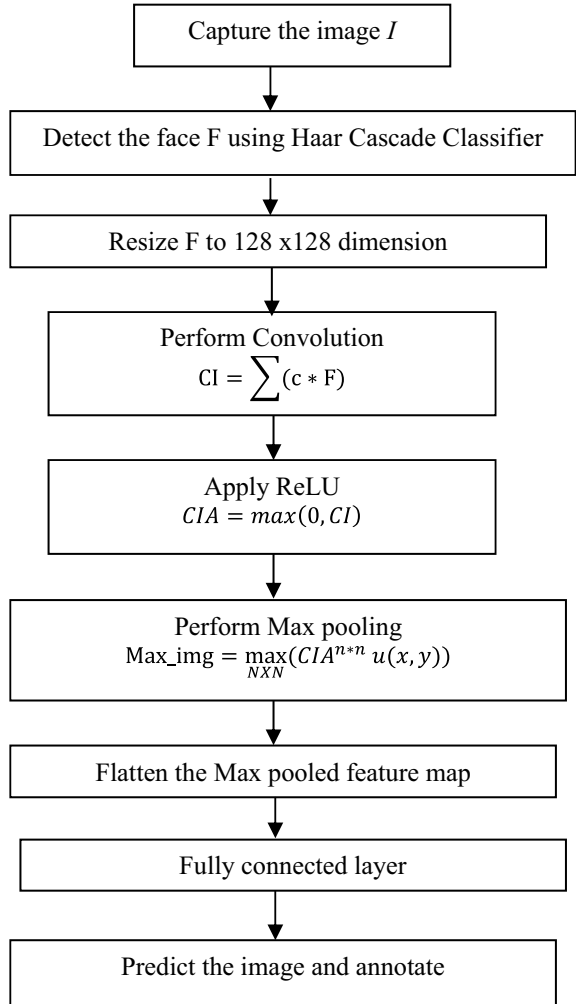 Capture the image I
Detect the face F using Haar Cascade Classifier
Resize F to 128 x128 dimension
Perform Convolution
CI = ∑(c ∗ F)
Apply ReLU
CIA = max(0, CI)
Perform Max pooling
Max_img = max(CIA^{n*n} u(x, y))
NXN
Flatten the Max pooled feature map
Fully connected layer
Predict the image and annotate